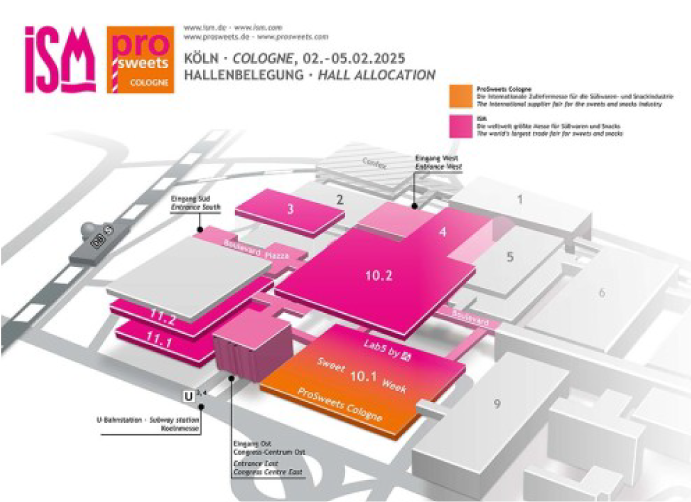 ism
pro
sweets
COLOGNE
www.ism.de - www.ism.com
www.prosweets.de - www.prosweets.com
KÖLN · COLOGNE, 02.-05.02.2025
HALLENBELEGUNG · HALL ALLOCATION
ProSweets Cologne
Die internationale Zuliefermesse für die Süßwaren- und Snackindustrie
The international supplier fair for the sweets and snacks industry
ISM
Die weltweit größte Messe für Süßwaren und Snacks
The world's largest trade fair for sweets and snacks
Confex
Eingang West
Entrance West
Eingang Süd
Entrance South
1
2
3
4
5
6
Boulevard Piazza
10.2
DB
11.2
11.1
Boulevard
Lab5 by
Sweet 10.1 Week
ProSweets Cologne
9
U 3,4
U-Bahnstation · Subway station
Koelnmesse
Eingang Ost
Congress-Centrum Ost
Entrance East
Congress Centre East